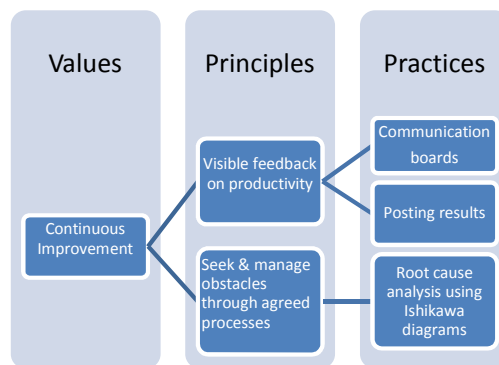 Values
Principles
Practices
Continuous
Improvement
Visible feedback
on productivity
Seek & manage
obstacles
through agreed
processes
Communication
boards
Posting results
Root cause
analysis using
Ishikawa
diagrams